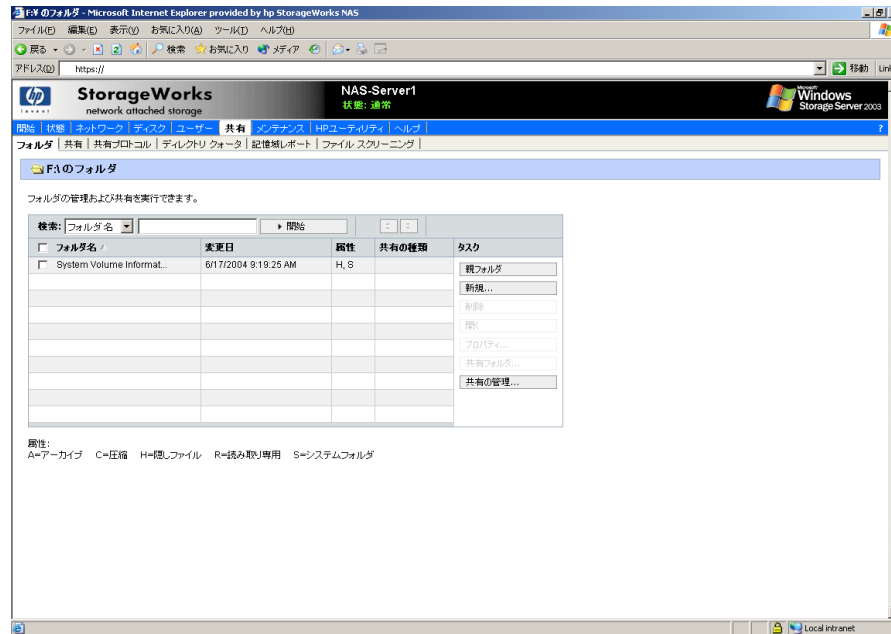 F:¥ のフォルダ - Microsoft Internet Explorer provided by hp StorageWorks NAS
ファイル(F) 編集(E) 表示(V) お気に入り(A) ツール(T) ヘルプ(H)
戻る 検索 お気に入り メディア
アドレス(D) https:// 移動 Lin
hp
invent
StorageWorks
network attached storage
NAS-Server1
状態: 通常
Microsoft
Windows
Storage Server 2003
開始 | 状態 | ネットワーク | ディスク | ユーザー | 共有 | メンテナンス | HPユーティリティ | ヘルプ | ?
フォルダ | 共有 | 共有プロトコル | ディレクトリ クォータ | 記憶域レポート | ファイル スクリーニング |
F:\ のフォルダ
フォルダの管理および共有を実行できます。
検索: フォルダ名 開始
フォルダ名 変更日 属性 共有の種類 タスク
System Volume Informat... 6/17/2004 9:19:25 AM H, S
親フォルダ
新規...
削除
開く
プロパティ...
共有フォルダ...
共有の管理...
属性:
A=アーカイブ C=圧縮 H=隠しファイル R=読み取り専用 S=システムフォルダ
Local intranet